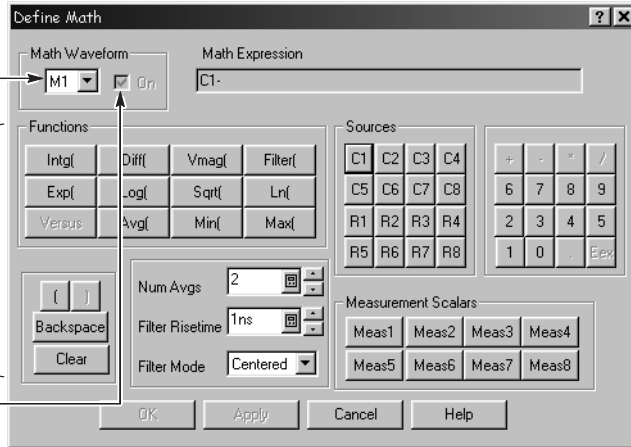 Define Math
? X
Math Waveform
M1
On
Math Expression
C1-
Functions
Intg( Diff( Vmag( Filter(
Exp( Log( Sqrt( Ln(
Versus Avg( Min( Max(
Sources
C1 C2 C3 C4
C5 C6 C7 C8
R1 R2 R3 R4
R5 R6 R7 R8
+ - * /
6 7 8 9
2 3 4 5
1 0 . Eex
( )
Backspace
Clear
Num Avgs 2
Filter Risetime 1ns
Filter Mode Centered
Measurement Scalars
Meas1 Meas2 Meas3 Meas4
Meas5 Meas6 Meas7 Meas8
OK Apply Cancel Help